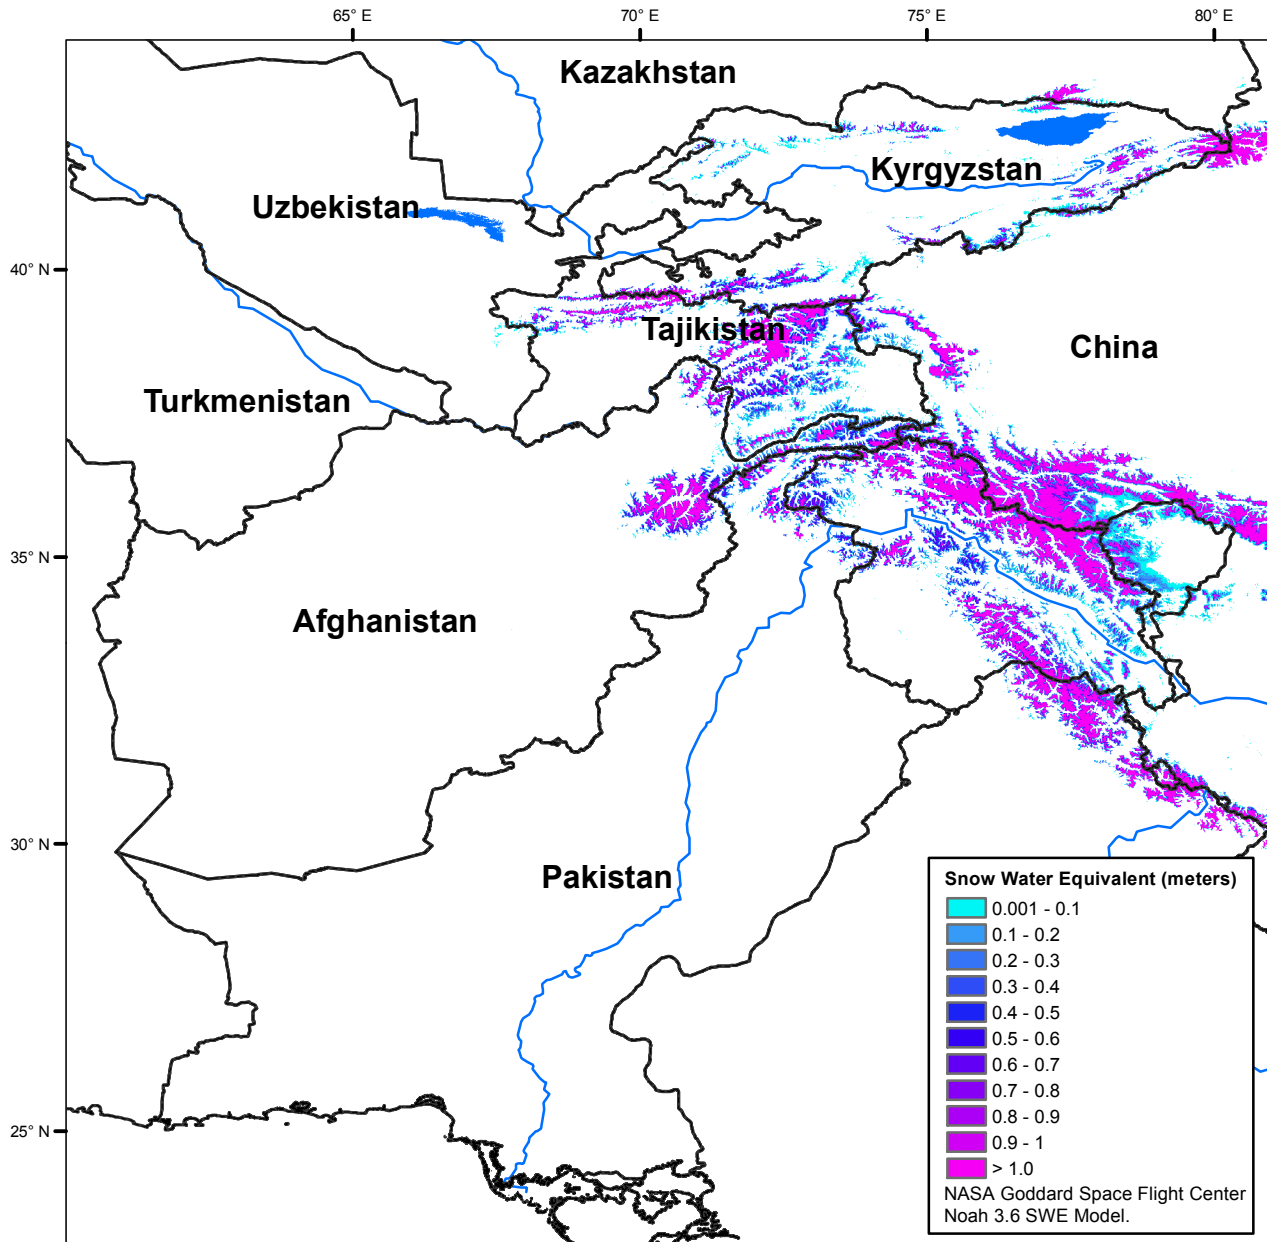 65° E
70° E
75° E
80° E
Kazakhstan
Kyrgyzstan
Uzbekistan
40° N
Tajikistan
China
Turkmenistan
35° N
Afghanistan
30° N
Pakistan
25° N
Snow Water Equivalent (meters)
0.001 - 0.1
0.1 - 0.2
0.2 - 0.3
0.3 - 0.4
0.4 - 0.5
0.5 - 0.6
0.6 - 0.7
0.7 - 0.8
0.8 - 0.9
0.9 - 1
> 1.0
NASA Goddard Space Flight Center
Noah 3.6 SWE Model.